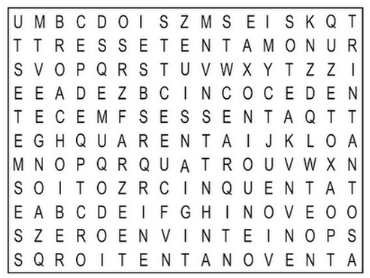 U M B C D O I S Z M S E I S K Q T
T T R E S S E T E N T A M O N U R
S V O P Q R S T U V W X Y T Z Z I
E E A D E Z B C I N C O C E D E N
T E C E M F S E S S E N T A Q T T
E G H Q U A R E N T A I J K L O A
M N O P Q R Q U A T R O U V W X N
S O I T O Z R C I N Q U E N T A T
E A B C D E I F G H I N O V E O O
S Z E R O E N V I N T E I N O P S
S Q R O I T E N T A N O V E N T A